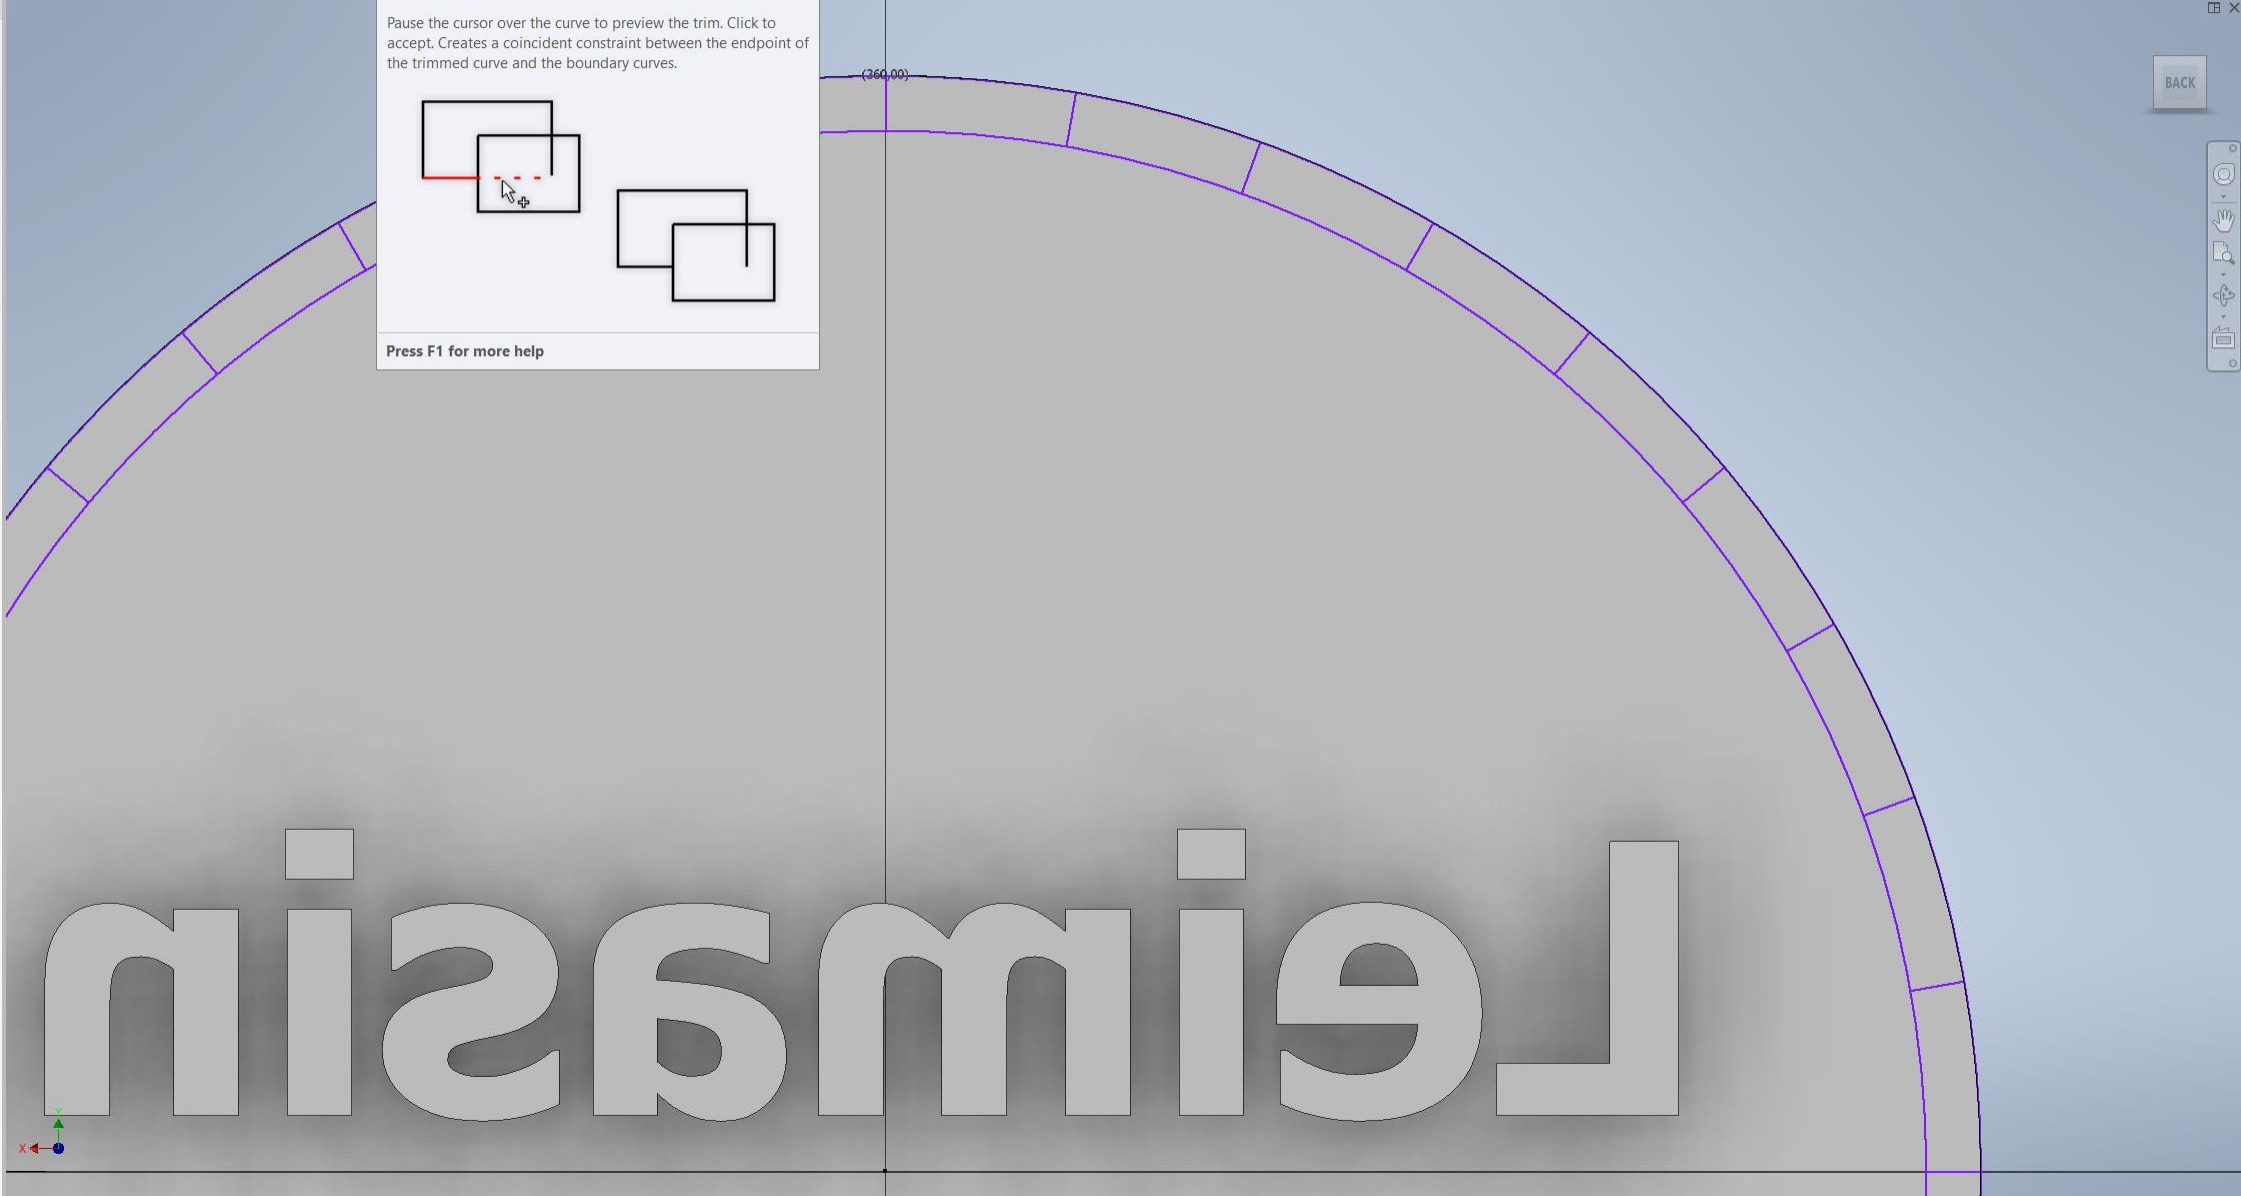 Pause the cursor over the curve to preview the trim. Click to
accept. Creates a coincident constraint between the endpoint of
the trimmed curve and the boundary curves.
Press F1 for more help
(360,00)
BACK
Leimasin
Y
X